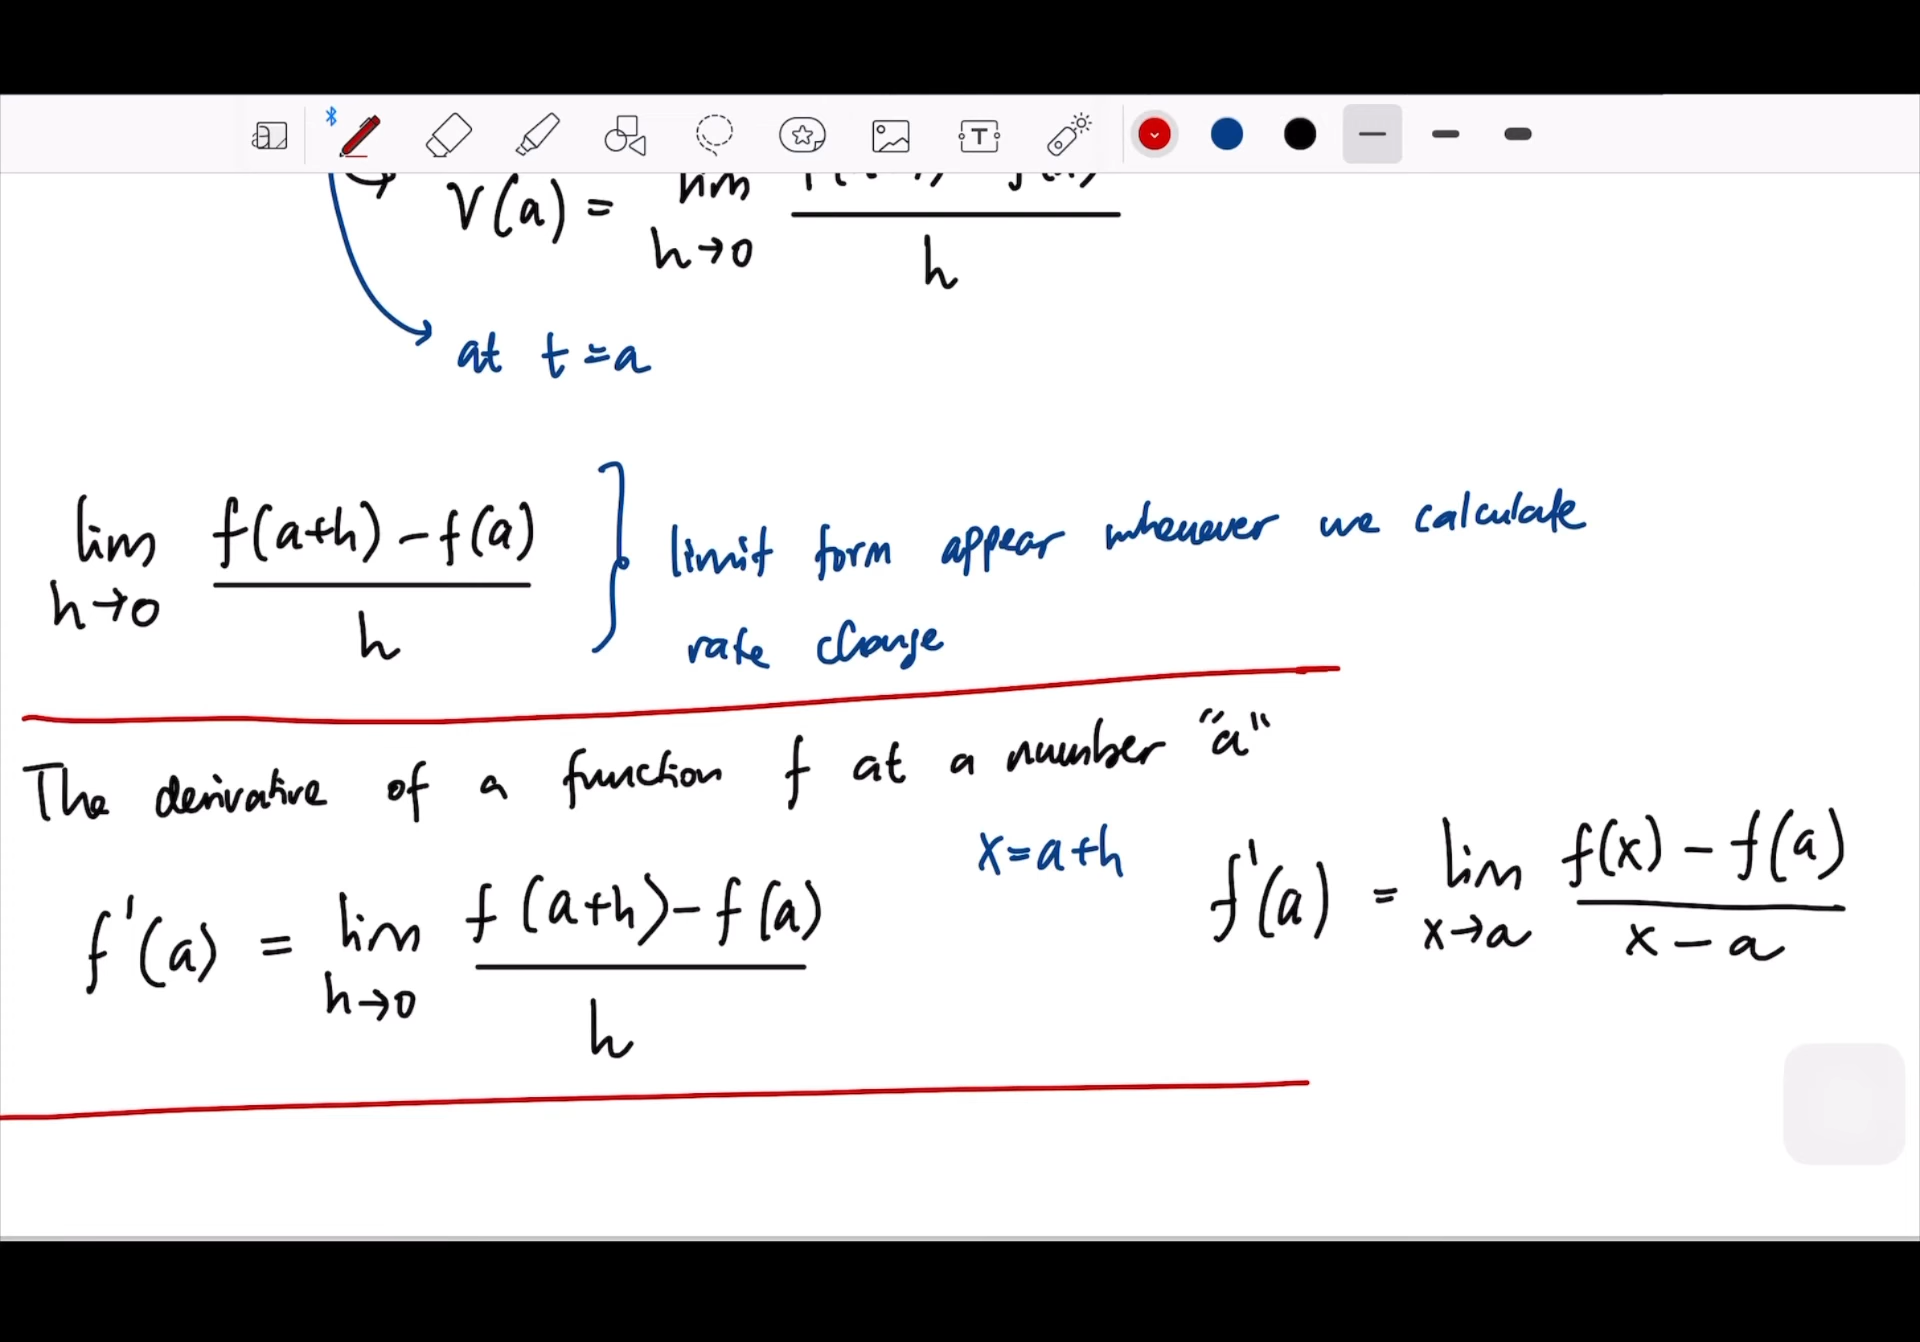 V(a) = lim h→0 h
at t = a
lim h→0 f(a+h) - f(a) / h } limit form appear whenever we calculate
rate change
The derivative of a function f at a number "a"
x = a+h
f'(a) = lim h→0 f(a+h) - f(a) / h
f'(a) = lim x→a f(x) - f(a) / x - a